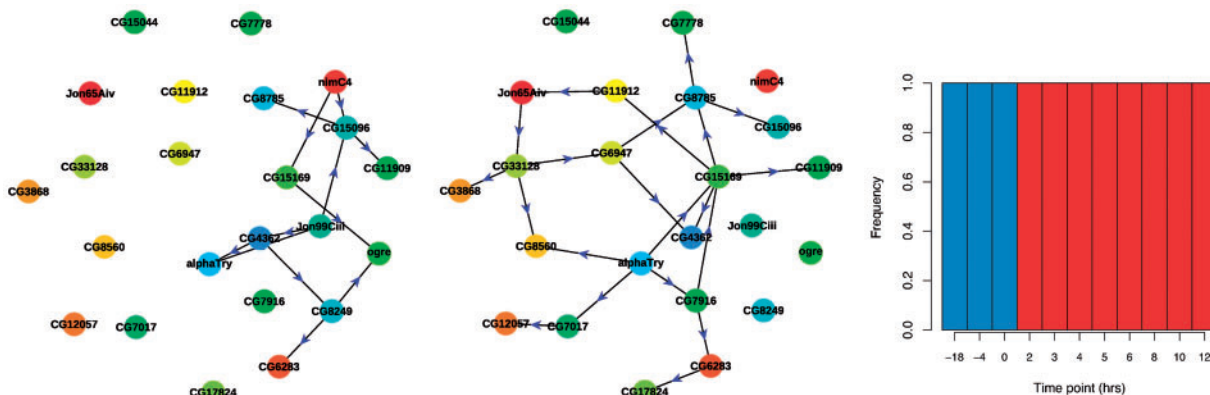 CG15044
CG7778
Jon65Aiv
CG11912
nimC4
CG8785
CG15096
CG33128
CG6947
CG11909
CG3868
CG15169
CG8560
CG4362
Jon99Ciii
alphaTry
ogre
CG7916
CG8249
CG12057
CG7017
CG6283
CG17824
CG15044
CG7778
Jon65Aiv
CG11912
nimC4
CG8785
CG15096
CG33128
CG6947
CG11909
CG3868
CG15169
CG8560
CG4362
Jon99Ciii
alphaTry
ogre
CG7916
CG8249
CG12057
CG7017
CG6283
CG17824
Frequency
1.0
0.8
0.6
0.4
0.2
0.0
−18 −4 0 2 3 4 5 6 8 10 12
Time point (hrs)